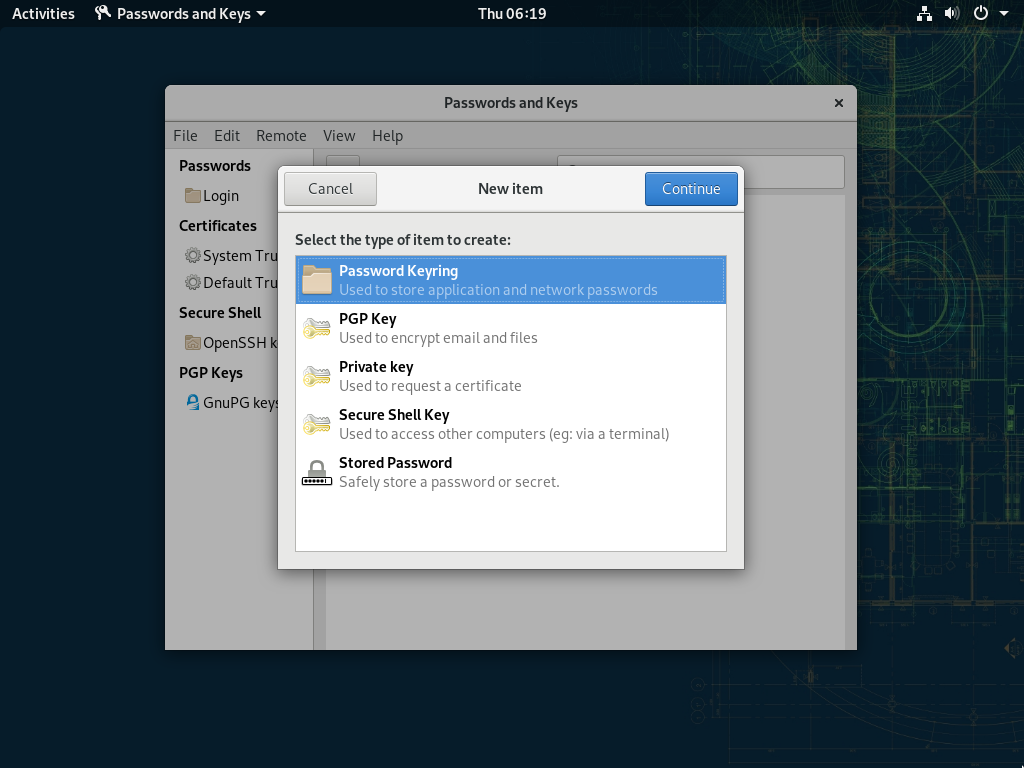 Activities Passwords and Keys Thu 06:19
Passwords and Keys
File Edit Remote View Help
Passwords
Login
Certificates
System Tru
Default Tru
Secure Shell
OpenSSH k
PGP Keys
GnuPG keys
Cancel New item Continue
Select the type of item to create:
Password Keyring
Used to store application and network passwords
PGP Key
Used to encrypt email and files
Private key
Used to request a certificate
Secure Shell Key
Used to access other computers (eg: via a terminal)
Stored Password
Safely store a password or secret.